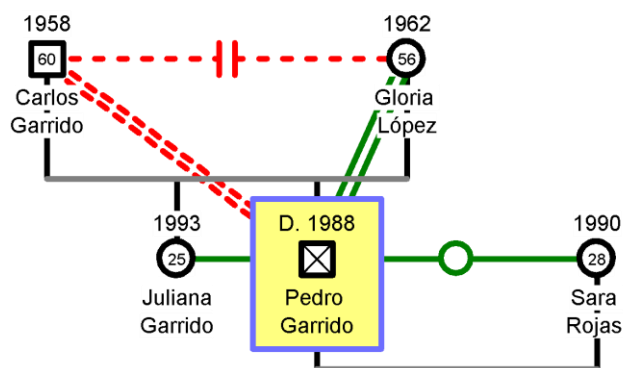 1958
1962
60
56
Carlos
Garrido
Gloria
López
1993
D. 1988
1990
25
28
Juliana
Garrido
Pedro
Garrido
Sara
Rojas